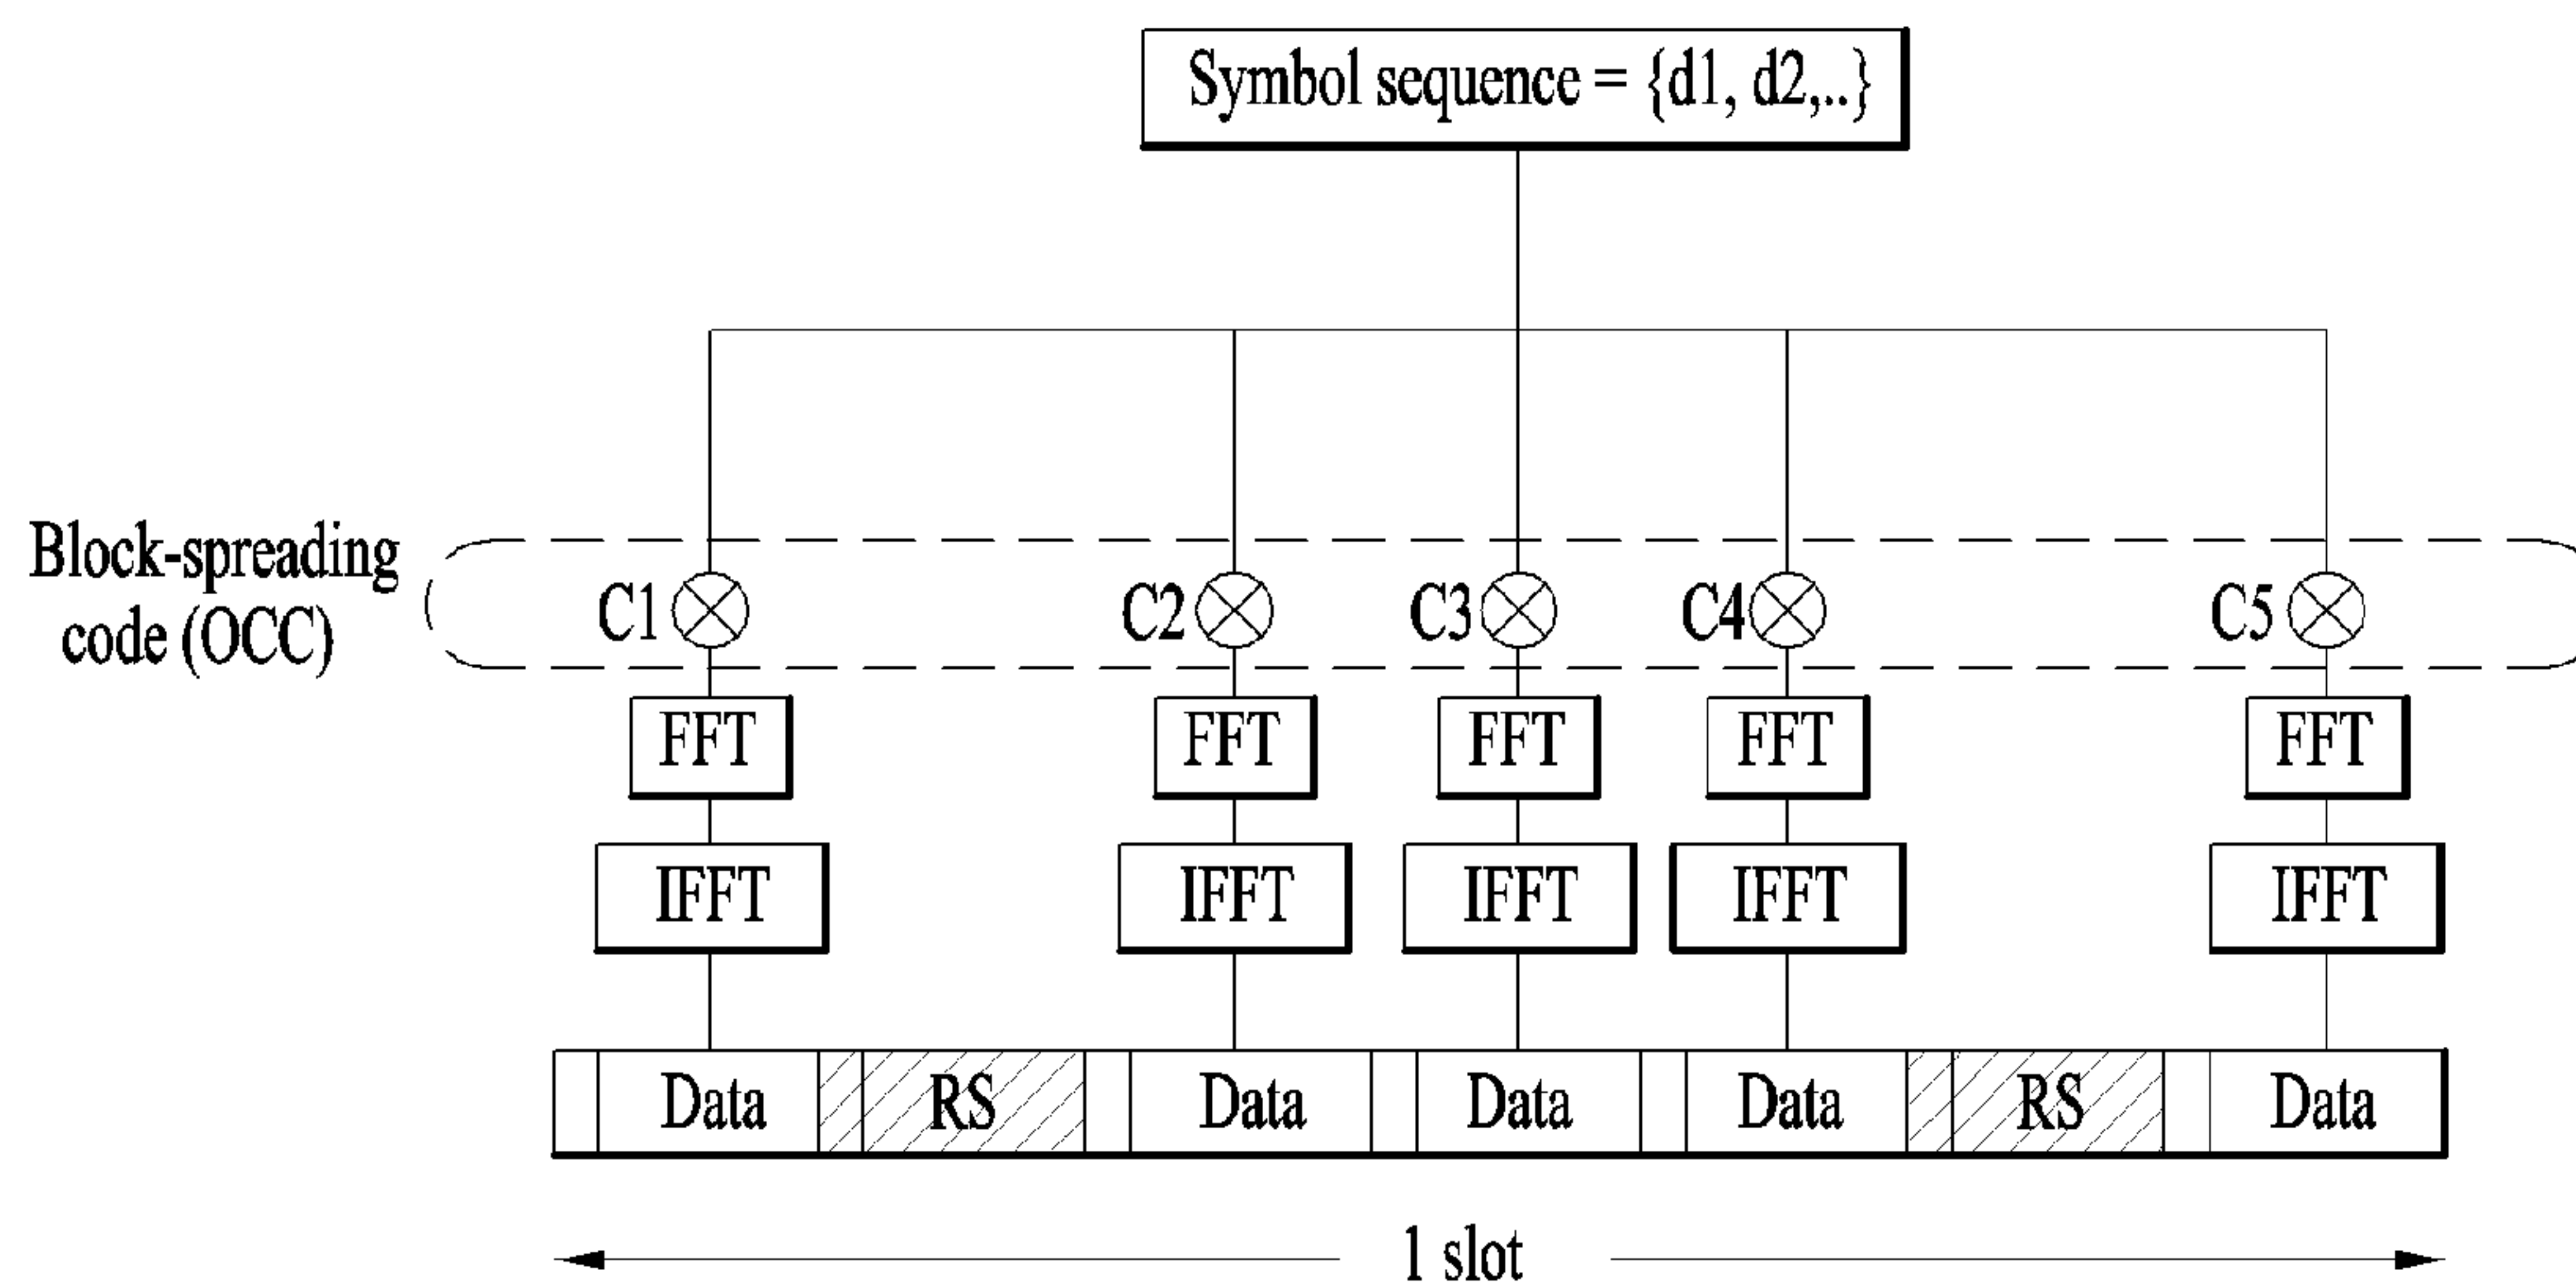 Symbol sequence = {d1, d2,..}
Block-spreading
code (OCC)
C1 C2 C3 C4 C5
FFT FFT FFT FFT FFT
IFFT IFFT IFFT IFFT IFFT
Data RS Data Data Data RS Data
1 slot